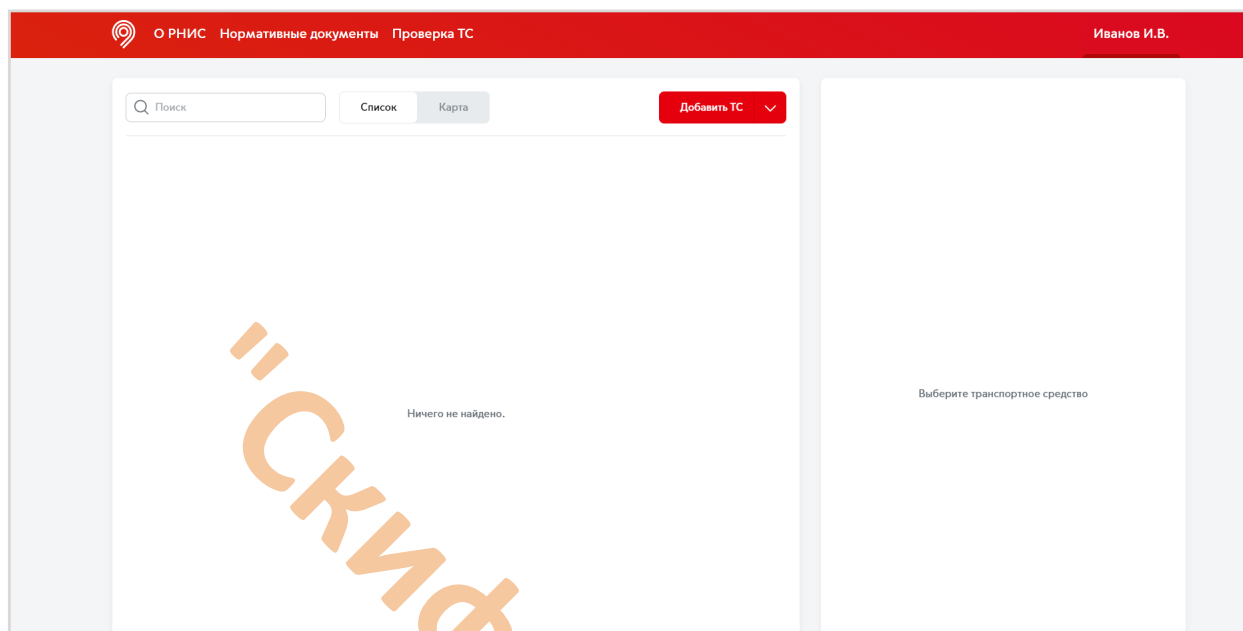 О РНИС Нормативные документы Проверка ТС Иванов И.В.
Поиск Список Карта Добавить ТС
Выберите транспортное средство
Ничего не найдено.
"Скиф